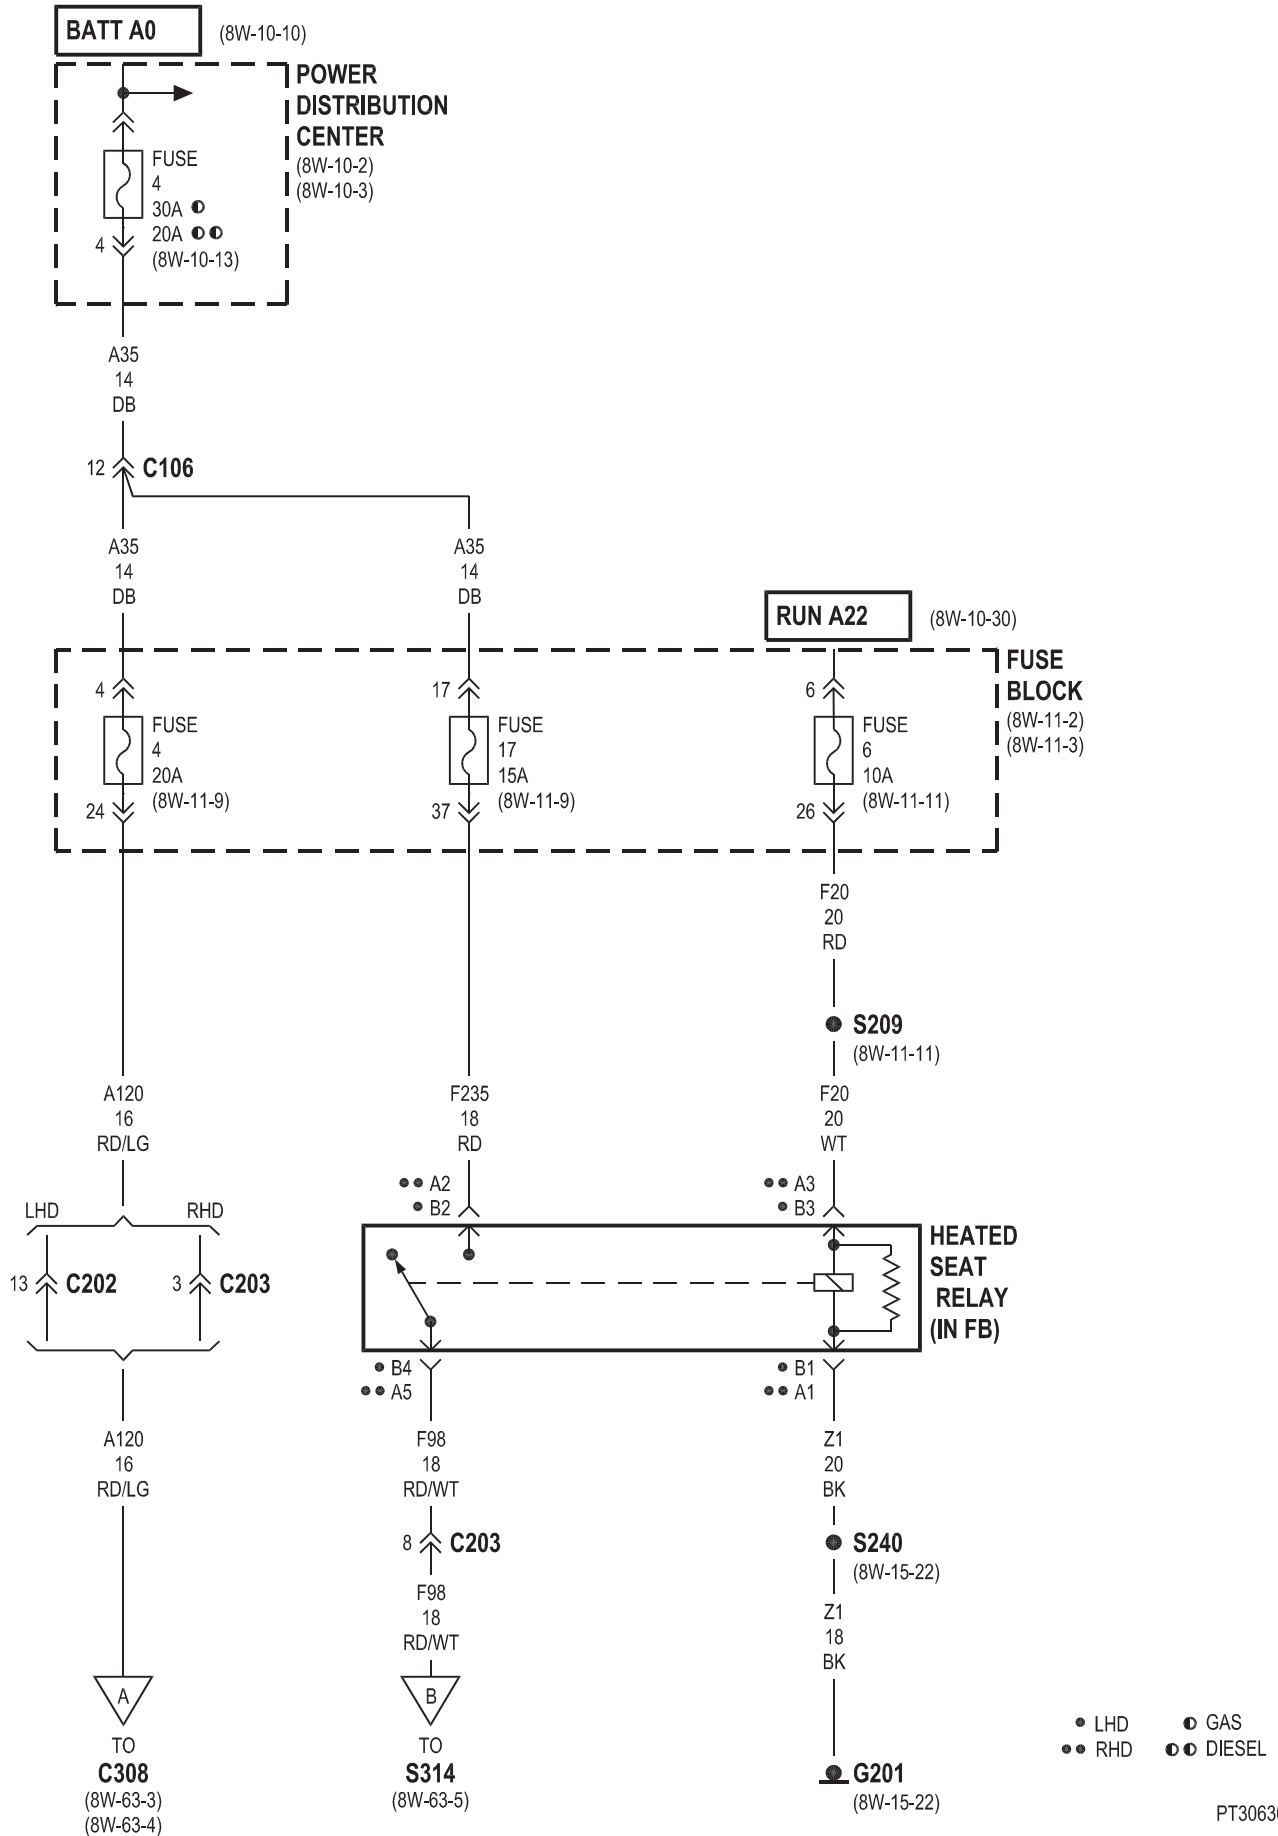 BATT A0
(8W-10-10)
POWER
DISTRIBUTION
CENTER
(8W-10-2)
(8W-10-3)
FUSE
4
30A
20A
(8W-10-13)
4
A35
14
DB
12
C106
A35
14
DB
A35
14
DB
RUN A22
(8W-10-30)
FUSE
BLOCK
(8W-11-2)
(8W-11-3)
4
FUSE
4
20A
(8W-11-9)
24
17
FUSE
17
15A
(8W-11-9)
37
6
FUSE
6
10A
(8W-11-11)
26
F20
20
RD
S209
(8W-11-11)
A120
16
RD/LG
F235
18
RD
F20
20
WT
A2
B2
A3
B3
LHD
RHD
13
C202
3
C203
HEATED
SEAT
RELAY
(IN FB)
B4
A5
B1
A1
A120
16
RD/LG
F98
18
RD/WT
Z1
20
BK
8
C203
S240
(8W-15-22)
F98
18
RD/WT
Z1
18
BK
A
TO
C308
(8W-63-3)
(8W-63-4)
B
TO
S314
(8W-63-5)
G201
(8W-15-22)
LHD
GAS
RHD
DIESEL